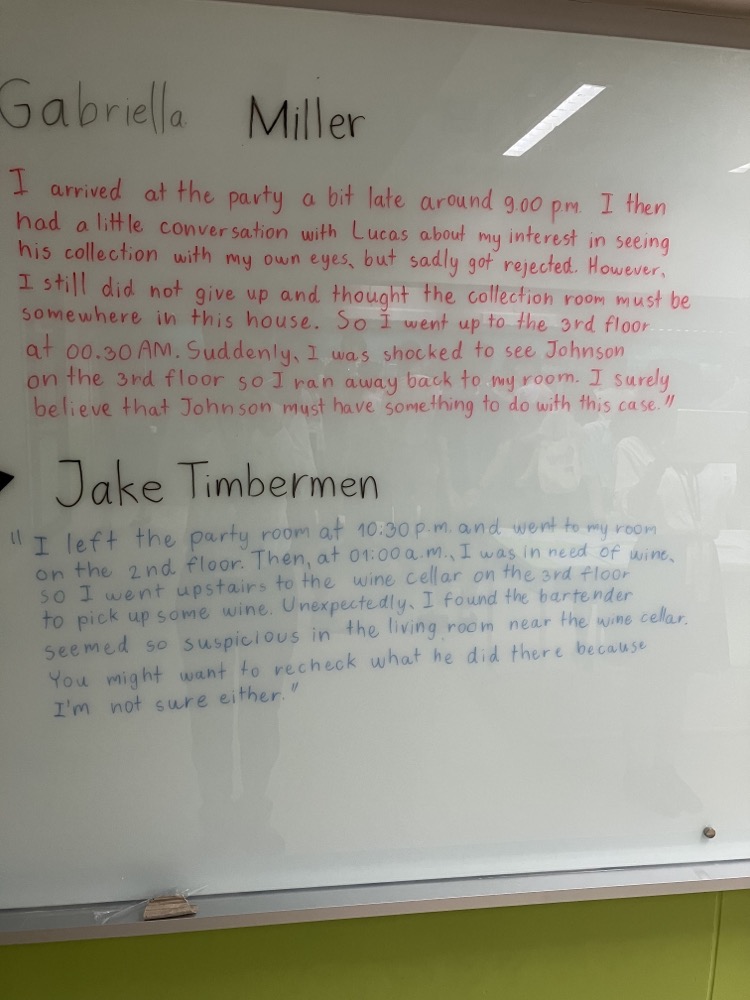 Gabriella Miller
I arrived at the party a bit late around 9.00 p.m. I then
had a little conversation with Lucas about my interest in seeing
his collection with my own eyes, but sadly got rejected. However,
I still did not give up and thought the collection room must be
somewhere in this house. So I went up to the 3rd floor
at 00.30 AM. Suddenly, I was shocked to see Johnson
on the 3rd floor so I ran away back to my room. I surely
believe that Johnson must have something to do with this case."
Jake Timbermen
"I left the party room at 10:30 p.m. and went to my room
on the 2nd floor. Then, at 01:00 a.m., I was in need of wine,
so I went upstairs to the wine cellar on the 3rd floor
to pick up some wine. Unexpectedly, I found the bartender
seemed so suspicious in the living room near the wine cellar.
You might want to recheck what he did there because
I'm not sure either."